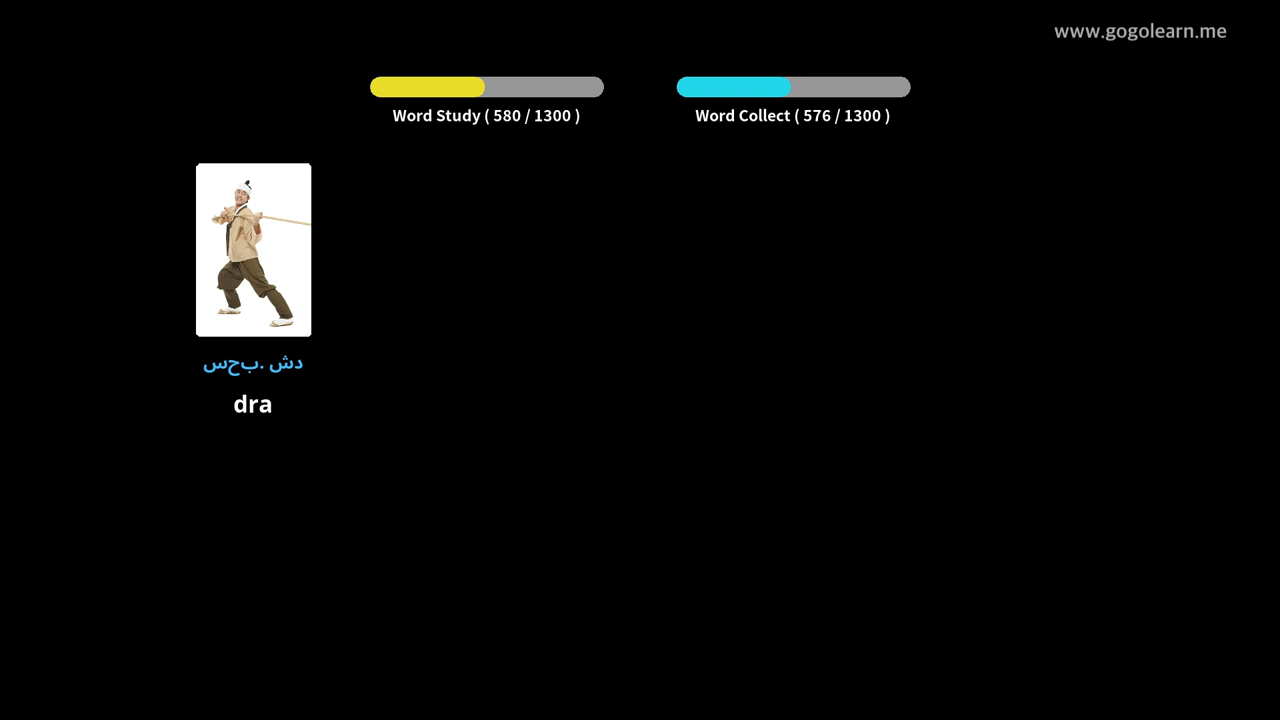 www.gogolearn.me
Word Study ( 580 / 1300 )
Word Collect ( 576 / 1300 )
دش .بحس
dra